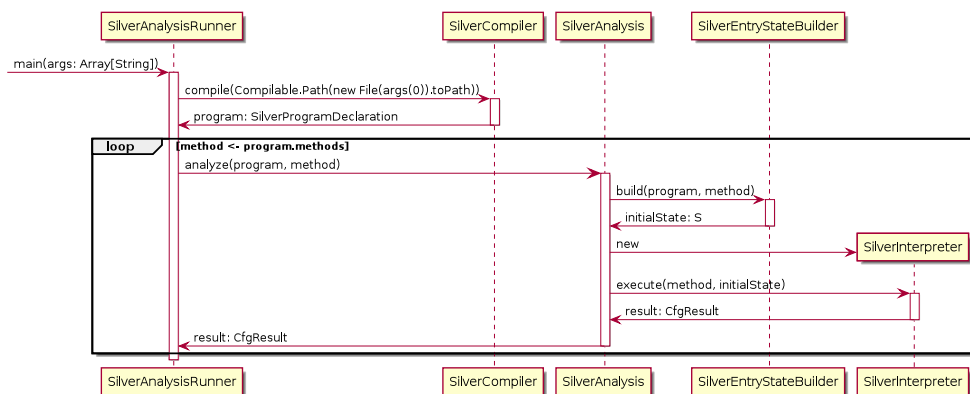 SilverAnalysisRunner SilverCompiler SilverAnalysis SilverEntryStateBuilder
main(args: Array[String])
compile(Compilable.Path(new File(args(0)).toPath))
program: SilverProgramDeclaration
loop [method <- program.methods]
analyze(program, method)
build(program, method)
initialState: S
new
SilverInterpreter
execute(method, initialState)
result: CfgResult
result: CfgResult
SilverAnalysisRunner SilverCompiler SilverAnalysis SilverEntryStateBuilder SilverInterpreter